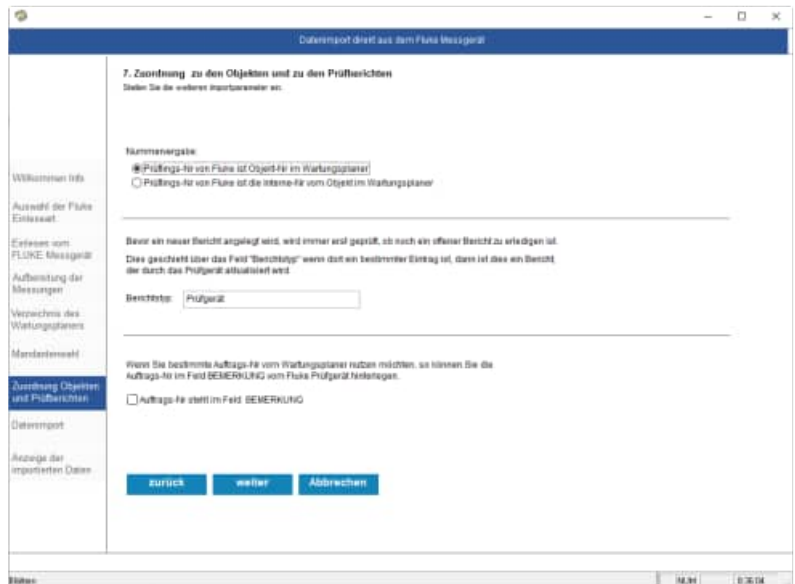 Datenimport direkt aus dem Fluke Messgerät
7. Zuordnung zu den Objekten und zu den Prüfberichten
Stellen Sie die weiteren Importparameter ein.
Nummernvergabe:
Prüflings-Nr von Fluke ist Objekt-Nr im Wartungsplaner
Prüflings-Nr von Fluke ist die Interne-Nr vom Objekt im Wartungsplaner
Willkommen Info
Auswahl der Fluke
Einleseart
Einlesen vom
FLUKE Messgerät
Aufbereitung der
Messungen
Verzeichnis des
Wartungsplaners
Mandantenwahl
Zuordnung Objekten
und Prüfberichten
Datenimport
Anzeige der
importierten Daten
Bevor ein neuer Bericht angelegt wird, wird immer erst geprüft, ob noch ein offener Bericht zu erledigen ist.
Dies geschieht über das Feld "Berichtstyp" wenn dort ein bestimmter Eintrag ist, dann ist dies ein Bericht,
der durch das Prüfgerät aktualisiert wird.
Berichtstyp: Prüfgerät
Wenn Sie bestimmte Auftrags-Nr vom Wartungsplaner nutzen möchten, so können Sie die
Auftrags-Nr im Feld BEMERKUNG vom Fluke Prüfgerät hinterlegen.
Auftrags-Nr steht im Feld BEMERKUNG
zurück weiter Abbrechen
NUM